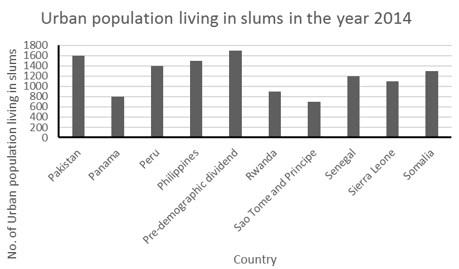 Urban population living in slums in the year 2014
No. of Urban population living in slums
1800
1600
1400
1200
1000
800
600
400
200
0
Pakistan
Panama
Peru
Philippines
Pre-demographic dividend
Rwanda
Sao Tome and Principe
Senegal
Sierra Leone
Somalia
Country